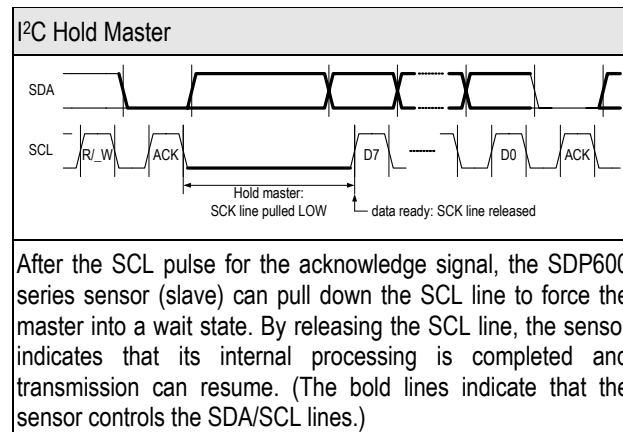 I²C Hold Master
SDA
SCL R/_W ACK D7 D0 ACK
Hold master:
SCK line pulled LOW data ready: SCK line released
After the SCL pulse for the acknowledge signal, the SDP600
series sensor (slave) can pull down the SCL line to force the
master into a wait state. By releasing the SCL line, the senso
indicates that its internal processing is completed and
transmission can resume. (The bold lines indicate that the
sensor controls the SDA/SCL lines.)